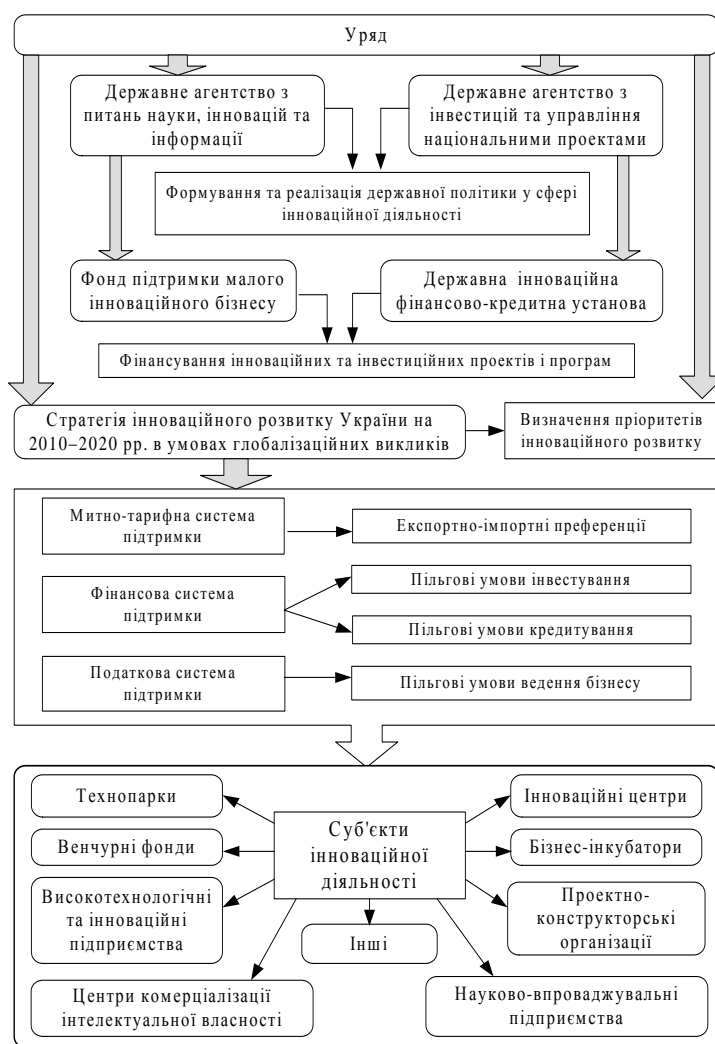 Уряд
Державне агентство з
питань науки, інновацій та
інформації
Державне агентство з
інвестицій та управління
національними проектами
Формування та реалізація державної політики у сфері
інноваційної діяльності
Фонд підтримки малого
інноваційного бізнесу
Державна інноваційна
фінансово-кредитна установа
Фінансування інноваційних та інвестиційних проектів і програм
Стратегія інноваційного розвитку України на
2010–2020 рр. в умовах глобалізаційних викликів
Визначення пріоритетів
інноваційного розвитку
Митно-тарифна система
підтримки
Експортно-імпортні преференції
Фінансова система
підтримки
Пільгові умови інвестування
Пільгові умови кредитування
Податкова система
підтримки
Пільгові умови ведення бізнесу
Технопарки
Венчурні фонди
Високотехнологічні
та інноваційні
підприємства
Суб'єкти
інноваційної
діяльності
Інноваційні центри
Бізнес-інкубатори
Проектно-
конструкторські
організації
Інші
Центри комерціалізації
інтелектуальної власності
Науково-впроваджувальні
підприємства